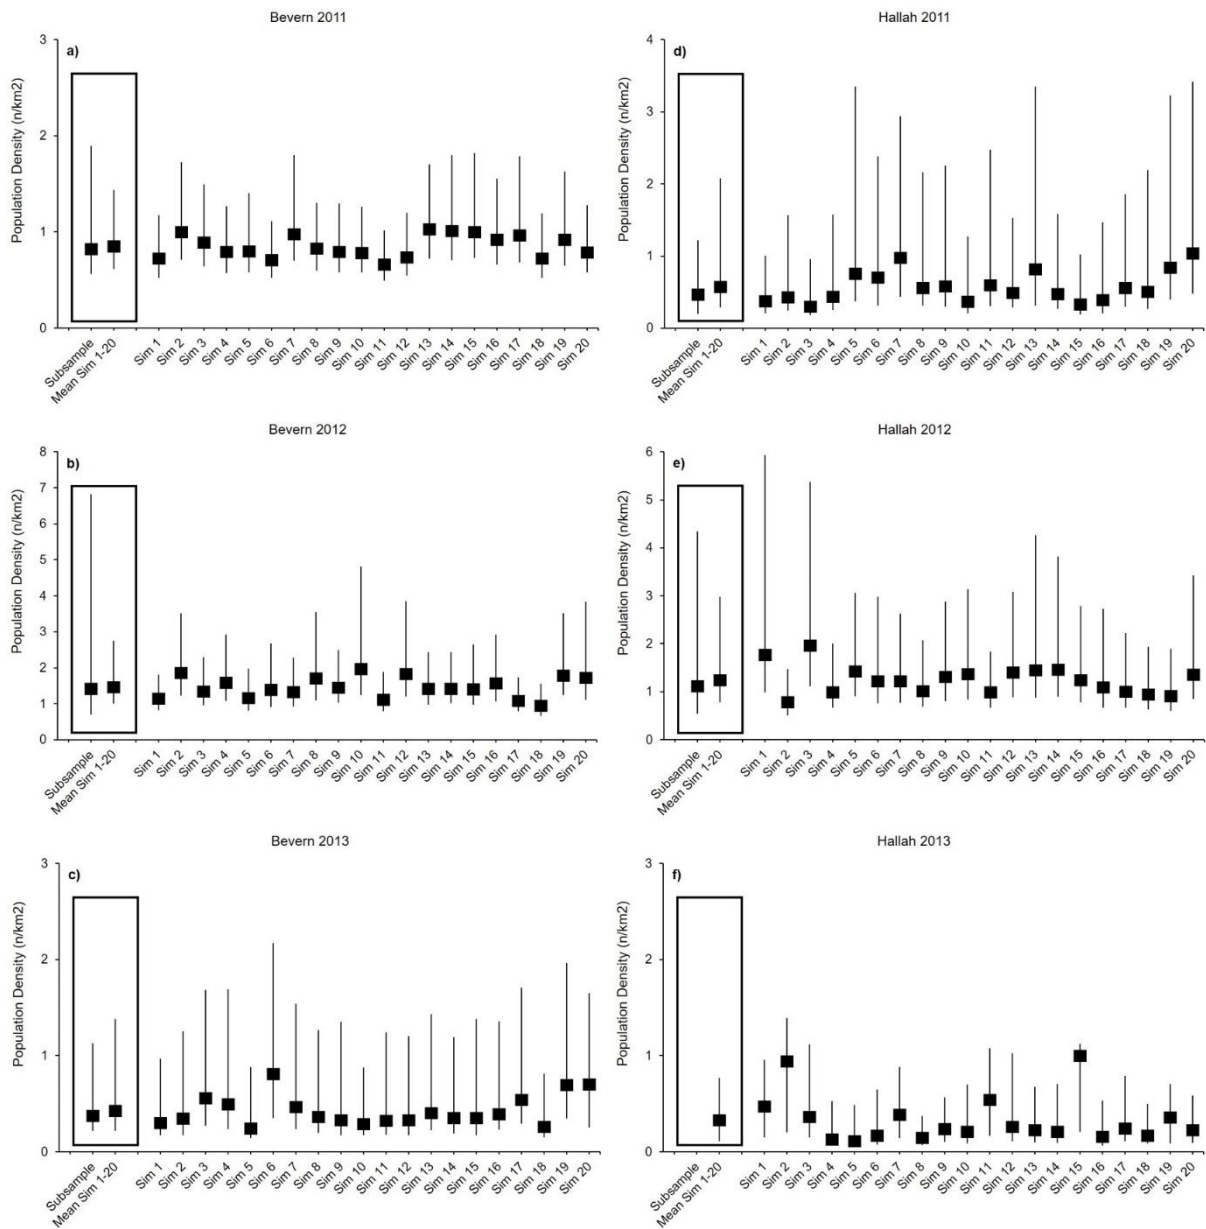 Bevern 2011
a)
Population Density (n/km2)
3
2
1
0
Subsample
Mean Sim 1-20
Sim 1
Sim 2
Sim 3
Sim 4
Sim 5
Sim 6
Sim 7
Sim 8
Sim 9
Sim 10
Sim 11
Sim 12
Sim 13
Sim 14
Sim 15
Sim 16
Sim 17
Sim 18
Sim 19
Sim 20
Hallah 2011
d)
Population Density (n/km2)
4
3
2
1
0
Subsample
Mean Sim 1-20
Sim 1
Sim 2
Sim 3
Sim 4
Sim 5
Sim 6
Sim 7
Sim 8
Sim 9
Sim 10
Sim 11
Sim 12
Sim 13
Sim 14
Sim 15
Sim 16
Sim 17
Sim 18
Sim 19
Sim 20
Bevern 2012
b)
Population Density (n/km2)
8
7
6
5
4
3
2
1
0
Subsample
Mean Sim 1-20
Sim 1
Sim 2
Sim 3
Sim 4
Sim 5
Sim 6
Sim 7
Sim 8
Sim 9
Sim 10
Sim 11
Sim 12
Sim 13
Sim 14
Sim 15
Sim 16
Sim 17
Sim 18
Sim 19
Sim 20
Hallah 2012
e)
Population Density (n/km2)
6
5
4
3
2
1
0
Subsample
Mean Sim 1-20
Sim 1
Sim 2
Sim 3
Sim 4
Sim 5
Sim 6
Sim 7
Sim 8
Sim 9
Sim 10
Sim 11
Sim 12
Sim 13
Sim 14
Sim 15
Sim 16
Sim 17
Sim 18
Sim 19
Sim 20
Bevern 2013
c)
Population Density (n/km2)
3
2
1
0
Subsample
Mean Sim 1-20
Sim 1
Sim 2
Sim 3
Sim 4
Sim 5
Sim 6
Sim 7
Sim 8
Sim 9
Sim 10
Sim 11
Sim 12
Sim 13
Sim 14
Sim 15
Sim 16
Sim 17
Sim 18
Sim 19
Sim 20
Hallah 2013
f)
Population Density (n/km2)
3
2
1
0
Subsample
Mean Sim 1-20
Sim 1
Sim 2
Sim 3
Sim 4
Sim 5
Sim 6
Sim 7
Sim 8
Sim 9
Sim 10
Sim 11
Sim 12
Sim 13
Sim 14
Sim 15
Sim 16
Sim 17
Sim 18
Sim 19
Sim 20